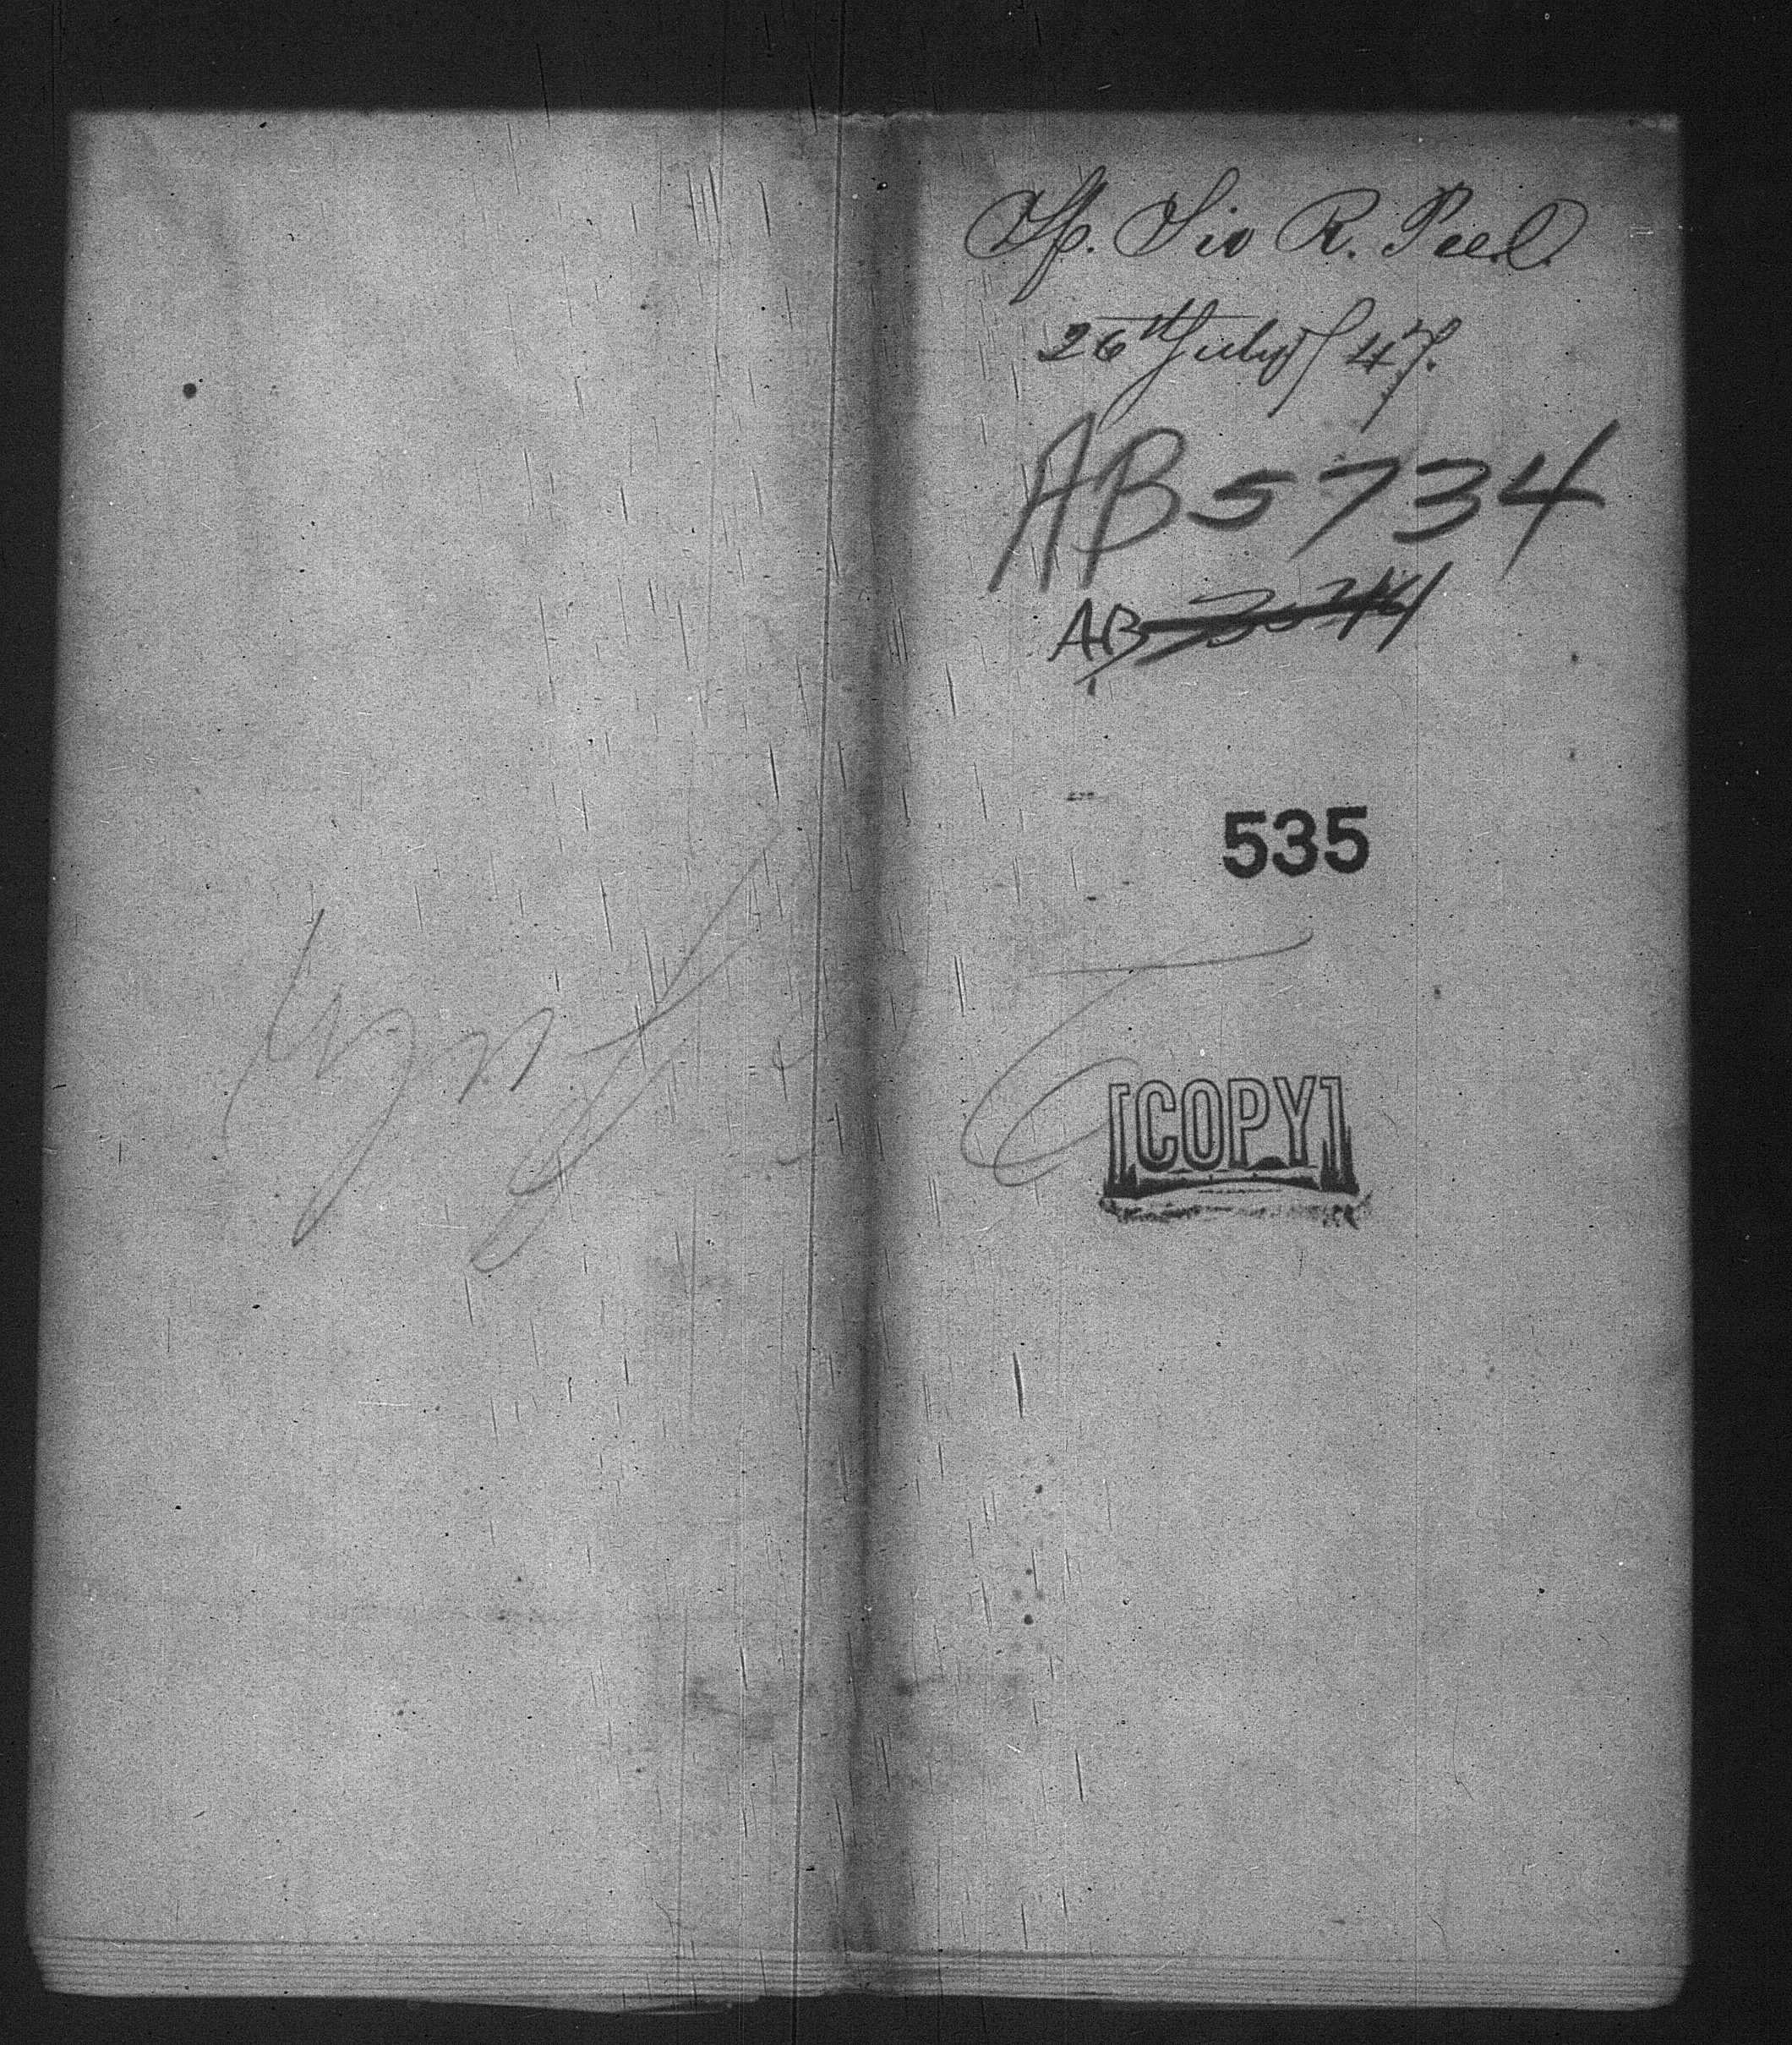 Sir R. Peel.
26th July / 47.
AB 5734
AB
535
[COPY]